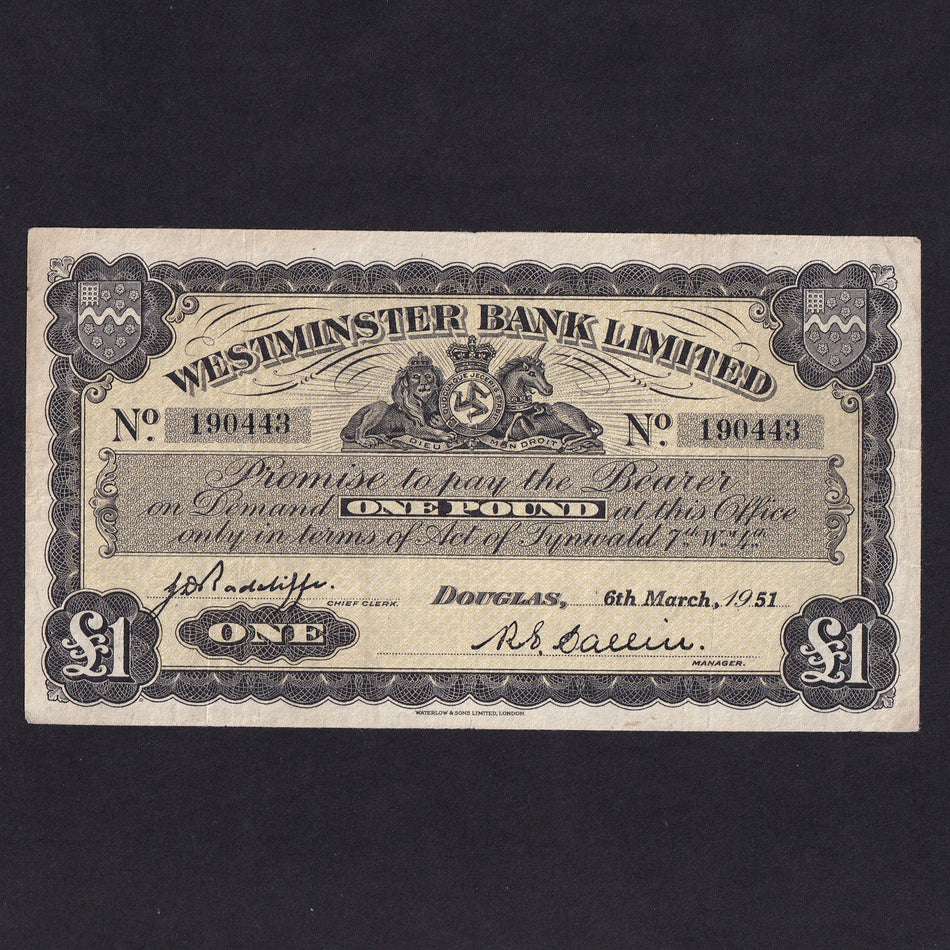 WESTMINSTER BANK LIMITED
DIEU ET MON DROIT
No. 190443
No. 190443
Promise to pay the Bearer
on Demand ONE POUND at this Office
only in terms of Act of Tynwald 7th Wm. 4th
CHIEF CLERK.
DOUGLAS, 6th March, 1951
ONE
MANAGER.
£1
£1
WATERLOW & SONS LIMITED, LONDON.